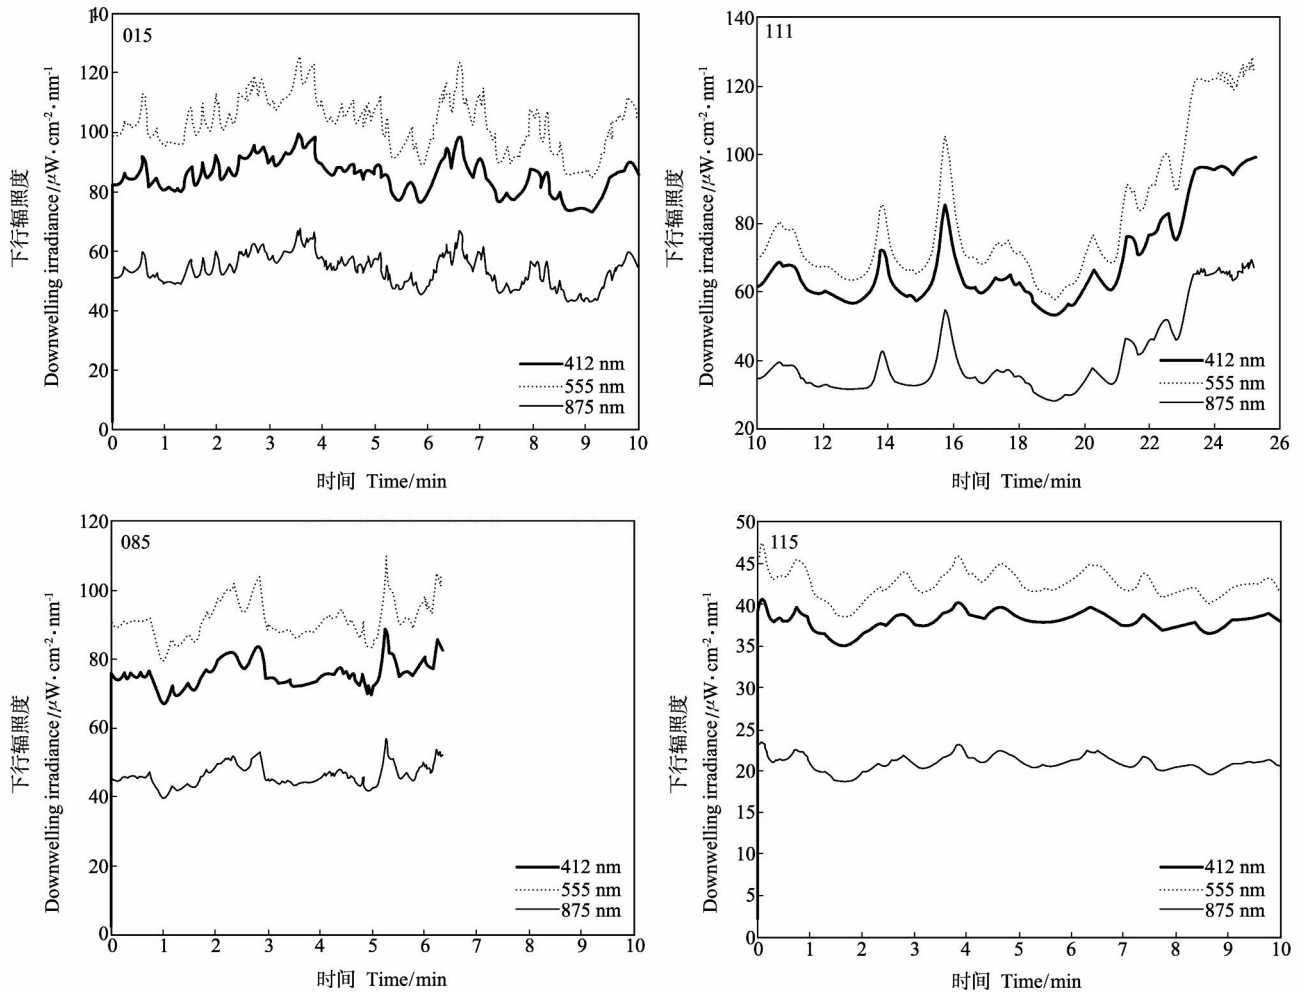 015
140
120
100
80
60
40
20
0
0 1 2 3 4 5 6 7 8 9 10
下行辐照度
Downwelling irradiance/μW·cm⁻²·nm⁻¹
412 nm
555 nm
875 nm
时间 Time/min
111
140
120
100
80
60
40
20
10 12 14 16 18 20 22 24 26
下行辐照度
Downwelling irradiance/μW·cm⁻²·nm⁻¹
412 nm
555 nm
875 nm
时间 Time/min
085
120
100
80
60
40
20
0
0 1 2 3 4 5 6 7 8 9 10
下行辐照度
Downwelling irradiance/μW·cm⁻²·nm⁻¹
412 nm
555 nm
875 nm
时间 Time/min
115
50
45
40
35
30
25
20
15
10
5
0
0 1 2 3 4 5 6 7 8 9 10
下行辐照度
Downwelling irradiance/μW·cm⁻²·nm⁻¹
412 nm
555 nm
875 nm
时间 Time/min